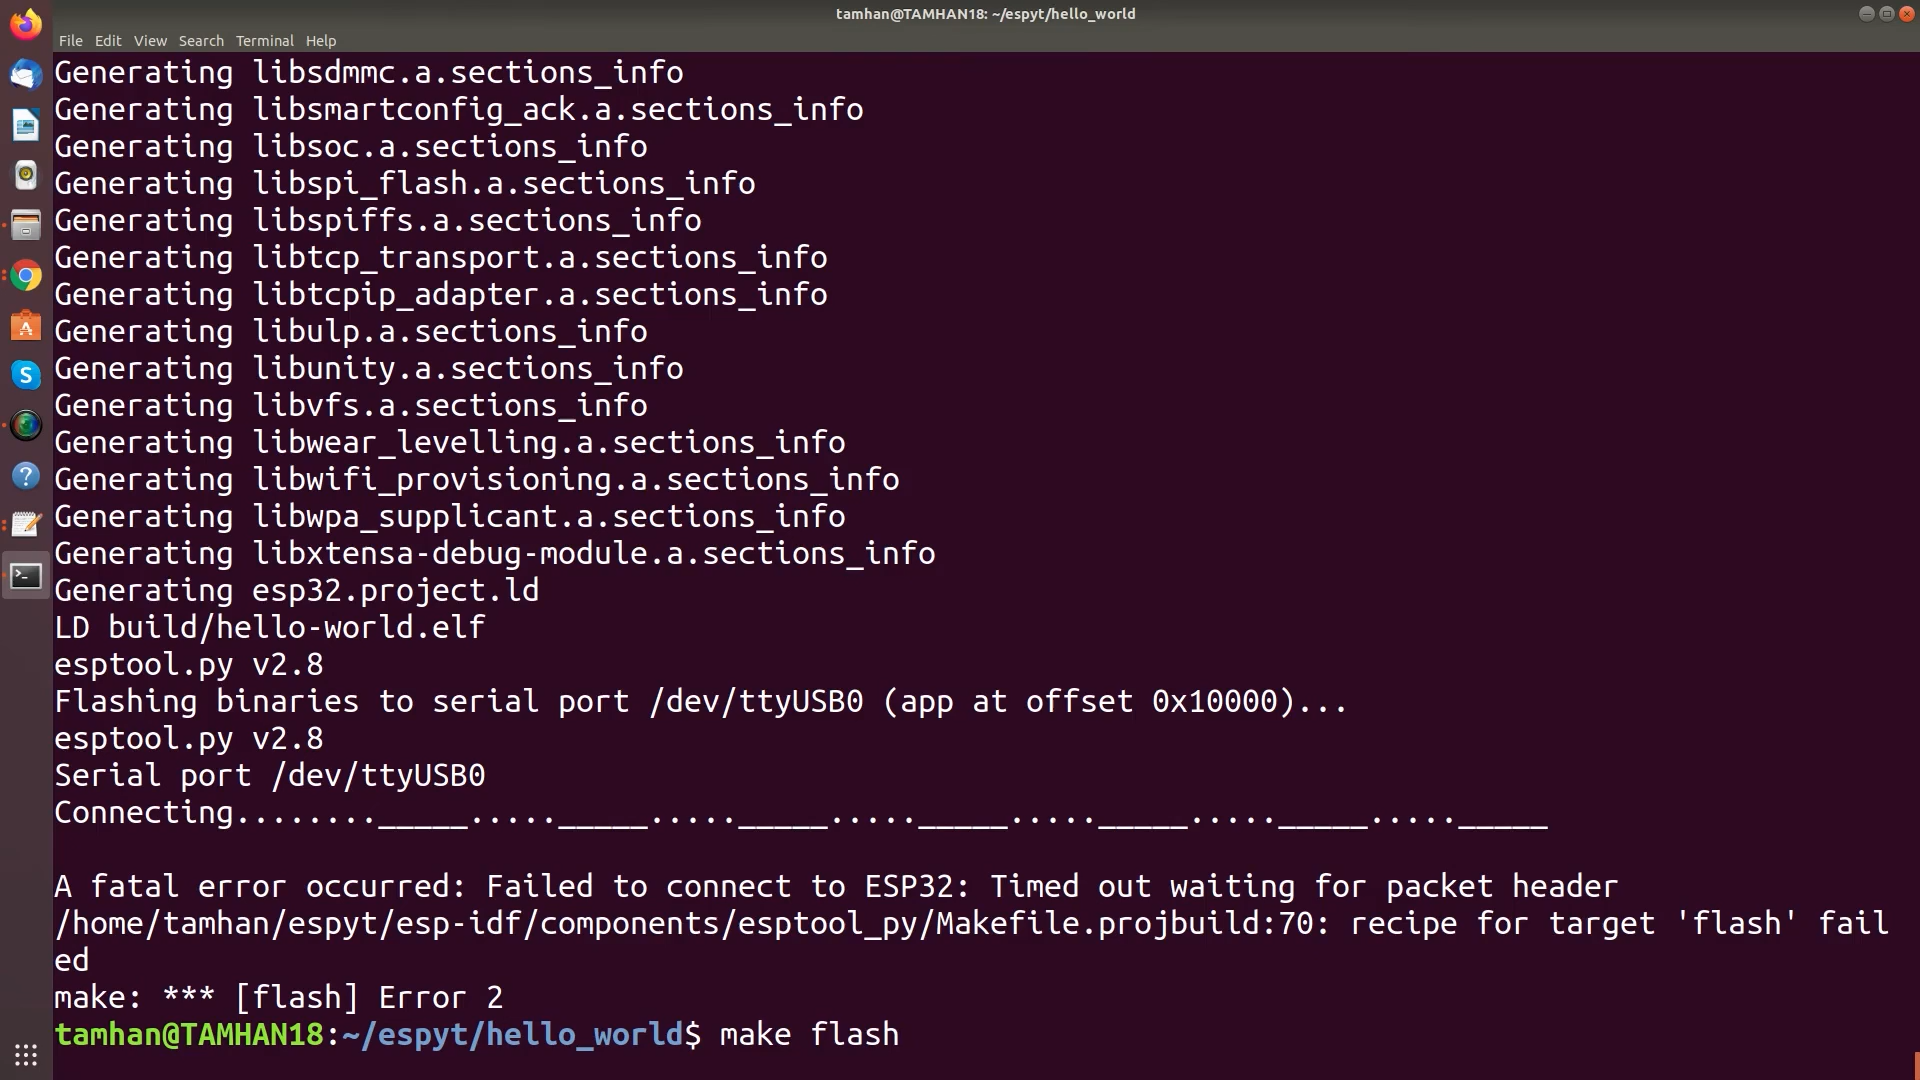 tamhan@TAMHAN18: ~/espyt/hello_world
File Edit View Search Terminal Help
Generating libsdmmc.a.sections_info
Generating libsmartconfig_ack.a.sections_info
Generating libsoc.a.sections_info
Generating libspi_flash.a.sections_info
Generating libspiffs.a.sections_info
Generating libtcp_transport.a.sections_info
Generating libtcpip_adapter.a.sections_info
Generating libulp.a.sections_info
Generating libunity.a.sections_info
Generating libvfs.a.sections_info
Generating libwear_levelling.a.sections_info
Generating libwifi_provisioning.a.sections_info
Generating libwpa_supplicant.a.sections_info
Generating libxtensa-debug-module.a.sections_info
Generating esp32.project.ld
LD build/hello-world.elf
esptool.py v2.8
Flashing binaries to serial port /dev/ttyUSB0 (app at offset 0x10000)...
esptool.py v2.8
Serial port /dev/ttyUSB0
Connecting........_____....._____....._____....._____....._____....._____....._____
A fatal error occurred: Failed to connect to ESP32: Timed out waiting for packet header
/home/tamhan/espyt/esp-idf/components/esptool_py/Makefile.projbuild:70: recipe for target 'flash' fail
ed
make: *** [flash] Error 2
tamhan@TAMHAN18:~/espyt/hello_world$ make flash